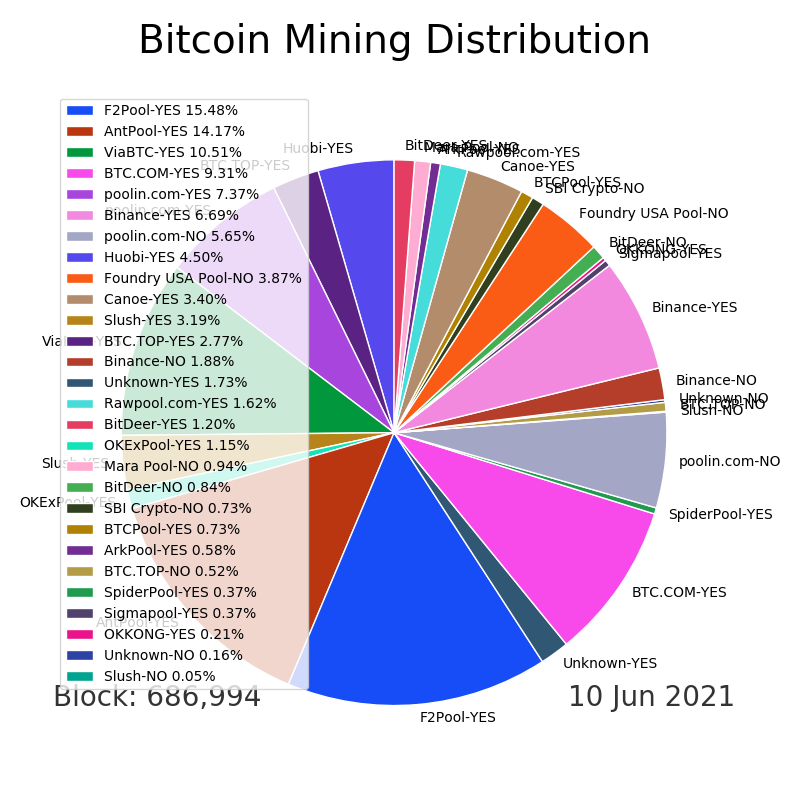 Bitcoin Mining Distribution
F2Pool-YES 15.48%
AntPool-YES 14.17%
ViaBTC-YES 10.51%
BTC.COM-YES 9.31%
poolin.com-YES 7.37%
Binance-YES 6.69%
poolin.com-NO 5.65%
Huobi-YES 4.50%
Foundry USA Pool-NO 3.87%
Canoe-YES 3.40%
Slush-YES 3.19%
BTC.TOP-YES 2.77%
Binance-NO 1.88%
Unknown-YES 1.73%
Rawpool.com-YES 1.62%
BitDeer-YES 1.20%
OKExPool-YES 1.15%
Mara Pool-NO 0.94%
BitDeer-NO 0.84%
SBI Crypto-NO 0.73%
BTCPool-YES 0.73%
ArkPool-YES 0.58%
BTC.TOP-NO 0.52%
SpiderPool-YES 0.37%
Sigmapool-YES 0.37%
OKKONG-YES 0.21%
Unknown-NO 0.16%
Slush-NO 0.05%
Huobi-YES
BTC.TOP-YES
poolin.com-YES
OKExPool-YES
AntPool-YES
F2Pool-YES
Unknown-YES
BTC.COM-YES
SpiderPool-YES
poolin.com-NO
Slush-NO
BTC.TOP-NO
Unknown-NO
Binance-NO
Binance-YES
Sigmapool-YES
OKKONG-YES
BitDeer-NO
Foundry USA Pool-NO
SBI Crypto-NO
BTCPool-YES
Canoe-YES
Rawpool.com-YES
BitDeer-YES
Block: 686,994
10 Jun 2021